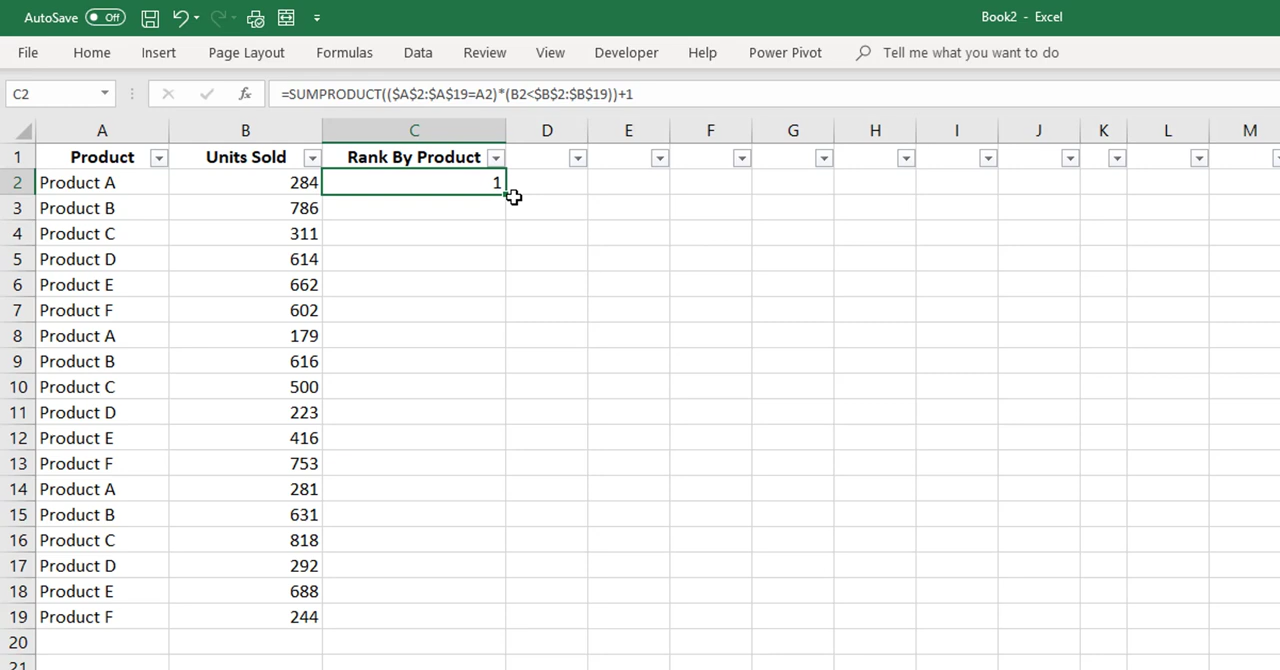 AutoSave Off Book2 - Excel
File Home Insert Page Layout Formulas Data Review View Developer Help Power Pivot Tell me what you want to do
C2 fx =SUMPRODUCT(($A$2:$A$19=A2)*(B2<$B$2:$B$19))+1
A B C D E F G H I J K L M
1 Product Units Sold Rank By Product
2 Product A 284 1
3 Product B 786
4 Product C 311
5 Product D 614
6 Product E 662
7 Product F 602
8 Product A 179
9 Product B 616
10 Product C 500
11 Product D 223
12 Product E 416
13 Product F 753
14 Product A 281
15 Product B 631
16 Product C 818
17 Product D 292
18 Product E 688
19 Product F 244
20
21